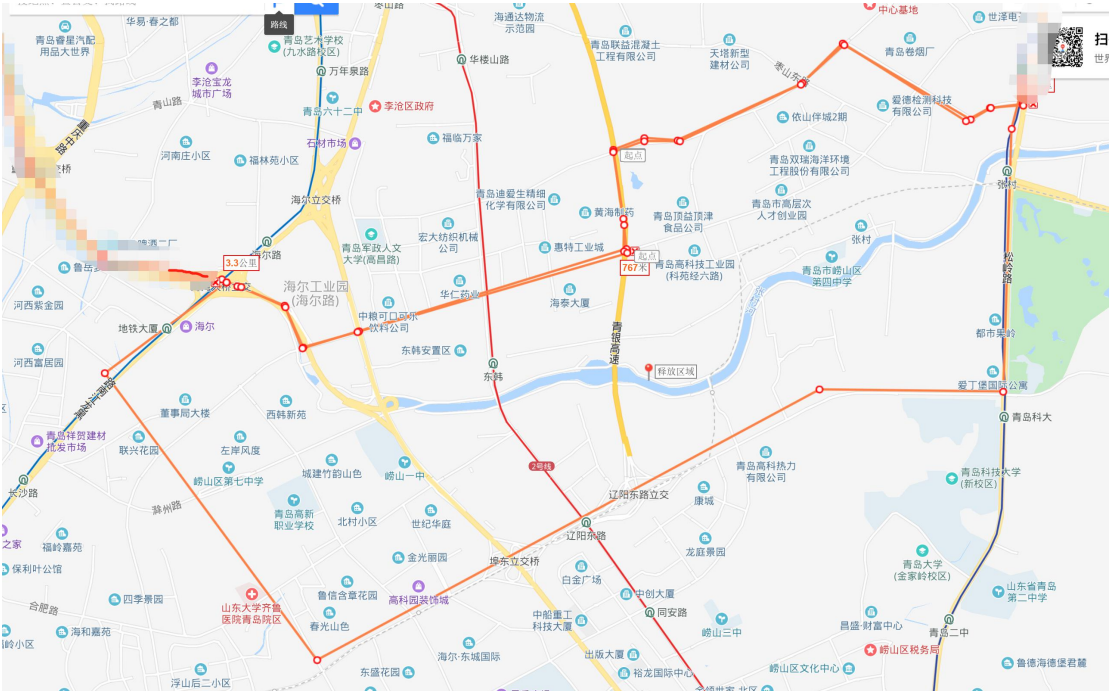 华易·春之都
路线
海通达物流
示范园
中心基地
世泽电
扫
世界
青岛睿星汽配
用品大世界
青岛艺术学校
(九水路校区)
华楼山路
青岛联益混凝土
工程有限公司
天塔新型
建材公司
青岛卷烟厂
李沧宝龙
城市广场
万年泉路
枣山东路
青山路
青岛六十二中
李沧区政府
爱德检测科技
有限公司
重庆中路
石材市场
福临万家
依山伴城2期
河南庄小区
福林苑小区
起点
青岛双瑞海洋环境
工程股份有限公司
张村
海尔立交桥
青岛迪爱生精细
化学有限公司
黄海制药
青岛顶益顶津
食品公司
青岛市高层次
人才创业园
张村
啤酒二厂
海尔路
青岛军政人文
大学(高昌路)
宏大纺织机械
公司
惠特工业城
起点
767米
青岛高科技工业园
(科苑经六路)
青岛市崂山区
第四中学
松岭路
鲁岳
3.3公里
海尔工业园
(海尔路)
华仁药业
海泰大厦
河西紫金园
中粮可口可乐
饮料公司
地铁大厦
海尔
青银高速
都市果岭
河西富居园
东韩安置区
东韩
释放区域
爱丁堡国际公寓
董事局大楼
西韩新苑
青岛科大
青岛祥贺建材
批发市场
联兴花园
左岸风度
2号线
崂山区第七中学
城建竹韵山色
崂山一中
青岛高科热力
有限公司
青岛科技大学
(新校区)
长沙路
滁州路
青岛高新
职业学校
北村小区
世纪华庭
辽阳东路立交
康城
辽阳东路
之家
福岭嘉苑
金光丽园
埠东立交桥
龙庭景园
青岛大学
(金家岭校区)
保利叶公馆
白金广场
四季景园
山东大学齐鲁
医院青岛院区
鲁信含章花园
高科园装饰城
中创大厦
山东省青岛
第二中学
合肥路
春光山色
中船重工
科技大厦
同安路
崂山三中
昌盛·财富中心
青岛二中
岭小区
海和嘉苑
海尔·东城国际
出版大厦
崂山区税务局
浮山后二小区
东盛花园
裕龙国际中心
崂山区文化中心
鲁德海德堡君麓